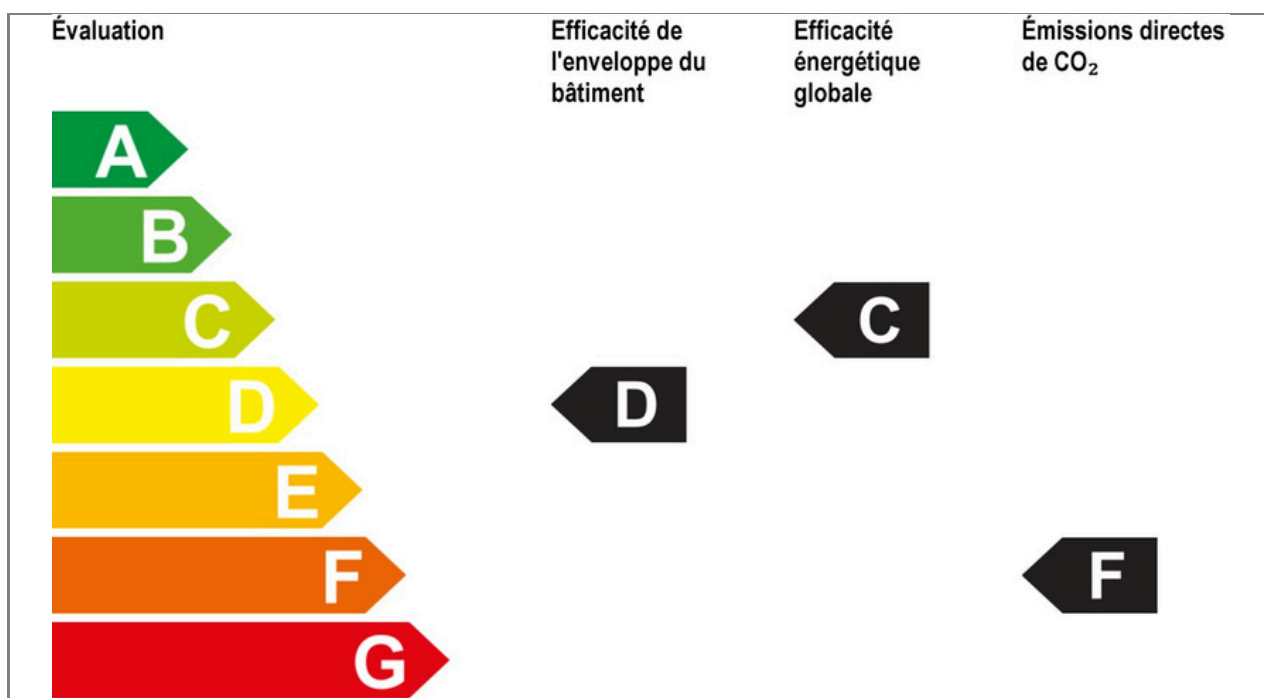 Évaluation
Efficacité de
l'enveloppe du
bâtiment
Efficacité
énergétique
globale
Émissions directes
de CO₂
A
B
C
C
D
D
E
F
F
G